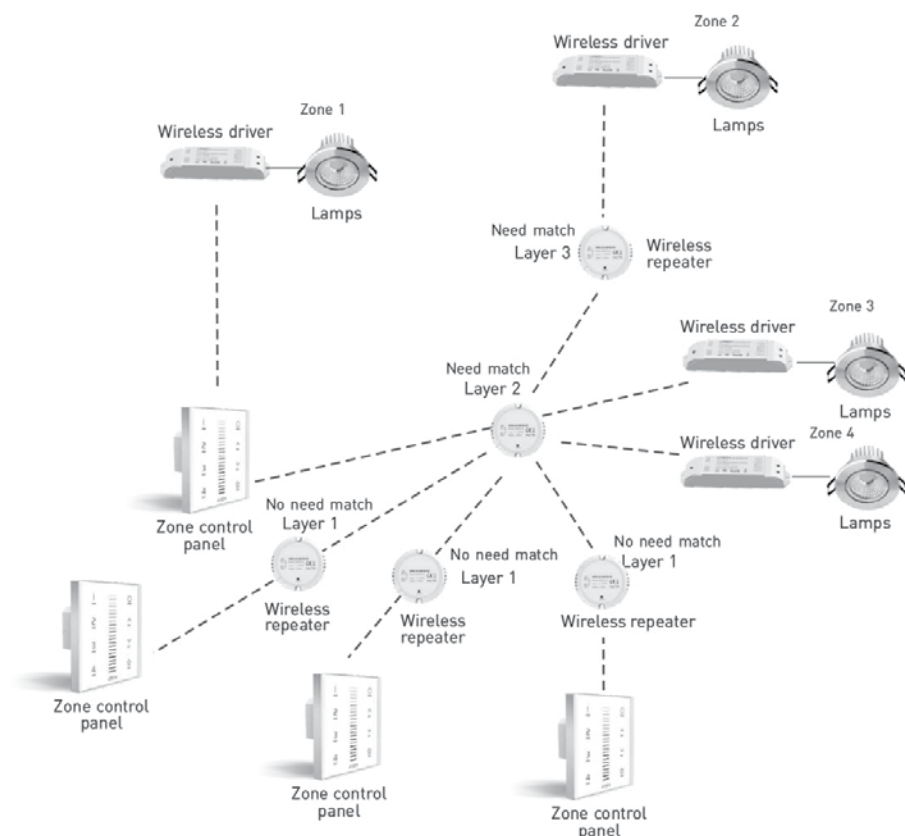 Zone 2
Wireless driver
Lamps
Zone 1
Wireless driver
Lamps
Need match
Layer 3
Wireless
repeater
Zone 3
Wireless driver
Lamps
Need match
Layer 2
Zone 4
Wireless driver
Lamps
Zone control
panel
No need match
Layer 1
Wireless
repeater
No need match
Layer 1
Wireless
repeater
No need match
Layer 1
Wireless repeater
Zone control
panel
Zone control
panel
Zone control
panel